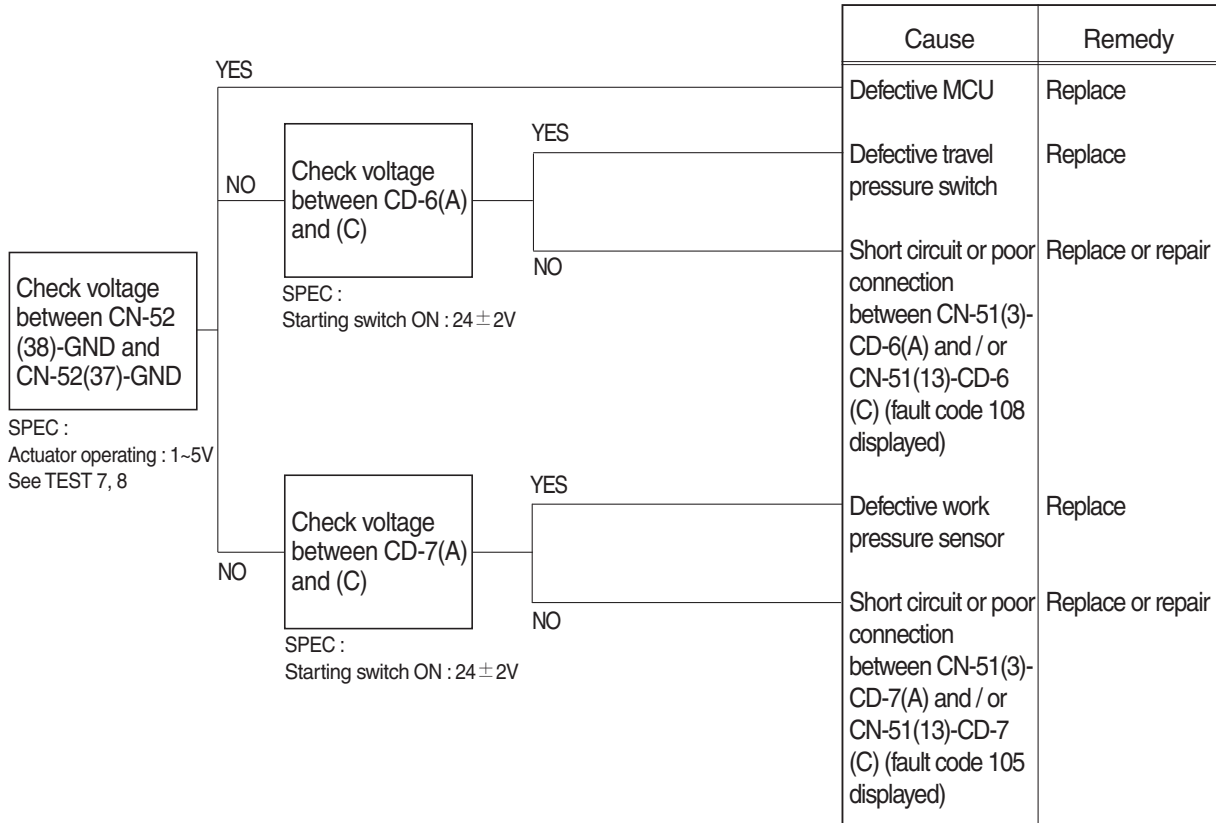 Cause
Remedy
YES
Defective MCU
Replace
NO
Check voltage
between CD-6(A)
and (C)
YES
Defective travel
pressure switch
Replace
NO
SPEC :
Starting switch ON : 24±2V
Short circuit or poor
connection
between CN-51(3)-
CD-6(A) and / or
CN-51(13)-CD-6
(C) (fault code 108
displayed)
Replace or repair
Check voltage
between CN-52
(38)-GND and
CN-52(37)-GND
SPEC :
Actuator operating : 1~5V
See TEST 7, 8
NO
Check voltage
between CD-7(A)
and (C)
YES
Defective work
pressure sensor
Replace
NO
SPEC :
Starting switch ON : 24±2V
Short circuit or poor
connection
between CN-51(3)-
CD-7(A) and / or
CN-51(13)-CD-7
(C) (fault code 105
displayed)
Replace or repair